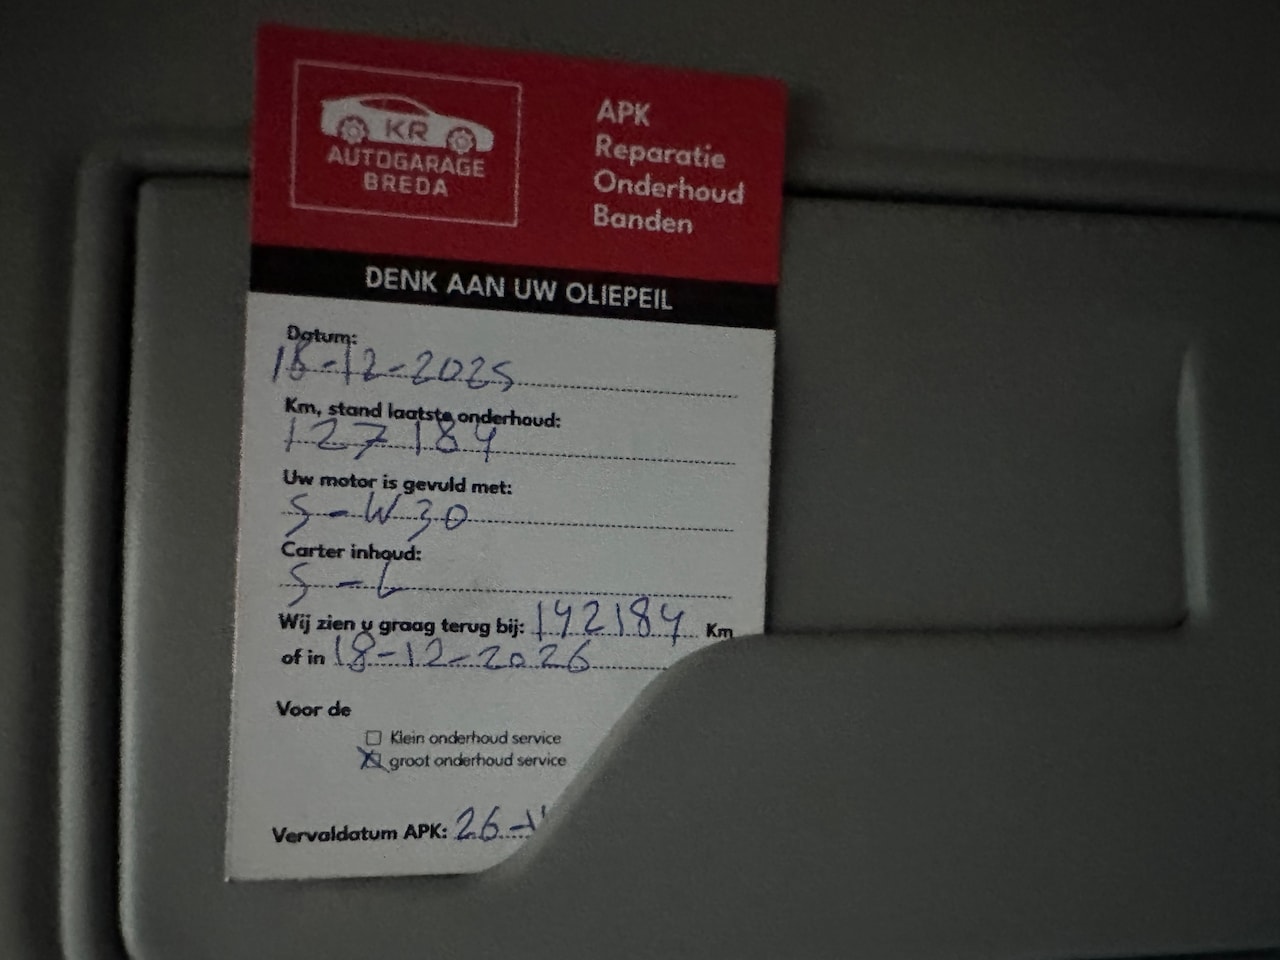 KR
AUTOGARAGE
BREDA
APK
Reparatie
Onderhoud
Banden
DENK AAN UW OLIEPEIL
Datum:
18-12-2025
Km, stand laatste onderhoud:
127184
Uw motor is gevuld met:
5-W30
Carter inhoud:
5-L
Wij zien u graag terug bij: 142184 Km
of in 18-12-2026
Voor de
Klein onderhoud service
groot onderhoud service
Vervaldatum APK: 26-